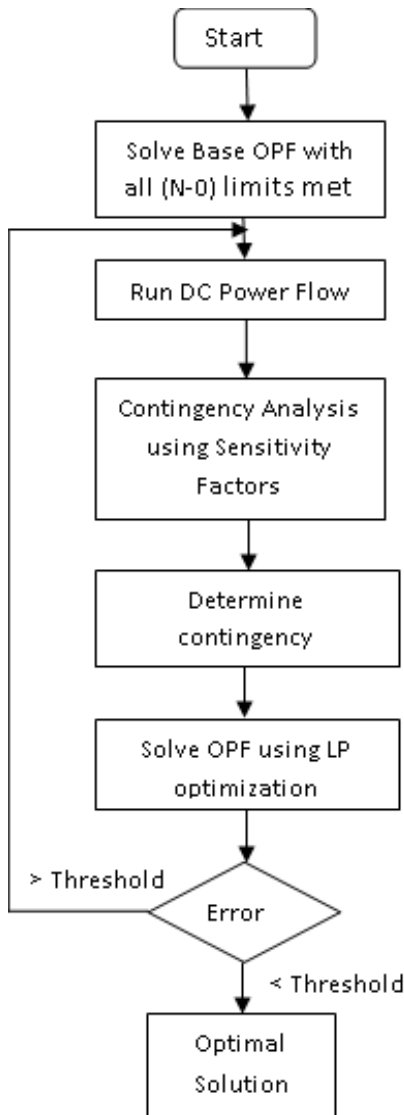 Start
Solve Base OPF with
all (N-0) limits met
Run DC Power Flow
Contingency Analysis
using Sensitivity
Factors
Determine
contingency
Solve OPF using LP
optimization
> Threshold
Error
< Threshold
Optimal
Solution